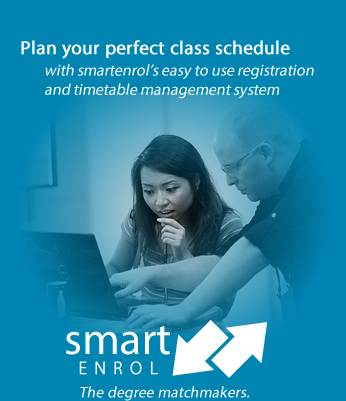 Plan your perfect class schedule
with smartenrol's easy to use registration
and timetable management system
smart
ENROL
The degree matchmakers.